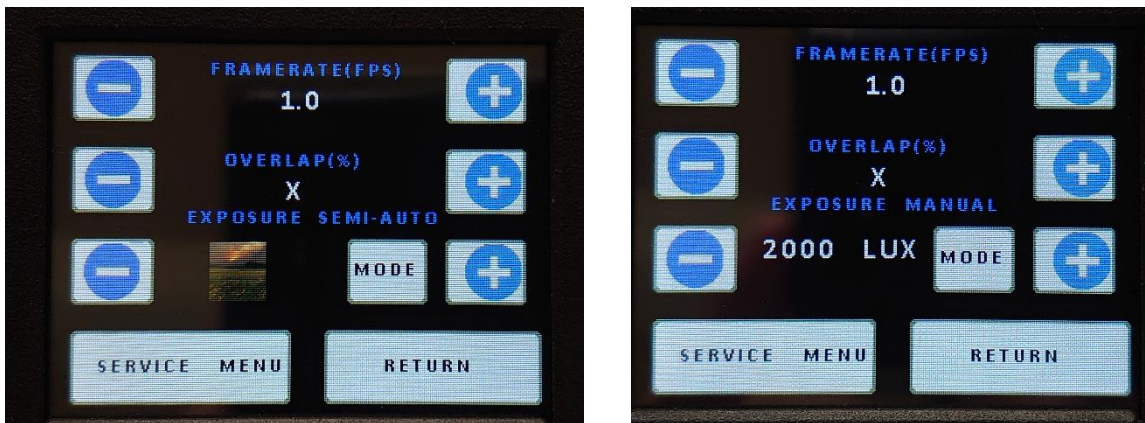 FRAMERATE(FPS)
1.0
OVERLAP(%)
X
EXPOSURE SEMI-AUTO
MODE
SERVICE MENU
RETURN
FRAMERATE(FPS)
1.0
OVERLAP(%)
X
EXPOSURE MANUAL
2000 LUX
MODE
SERVICE MENU
RETURN